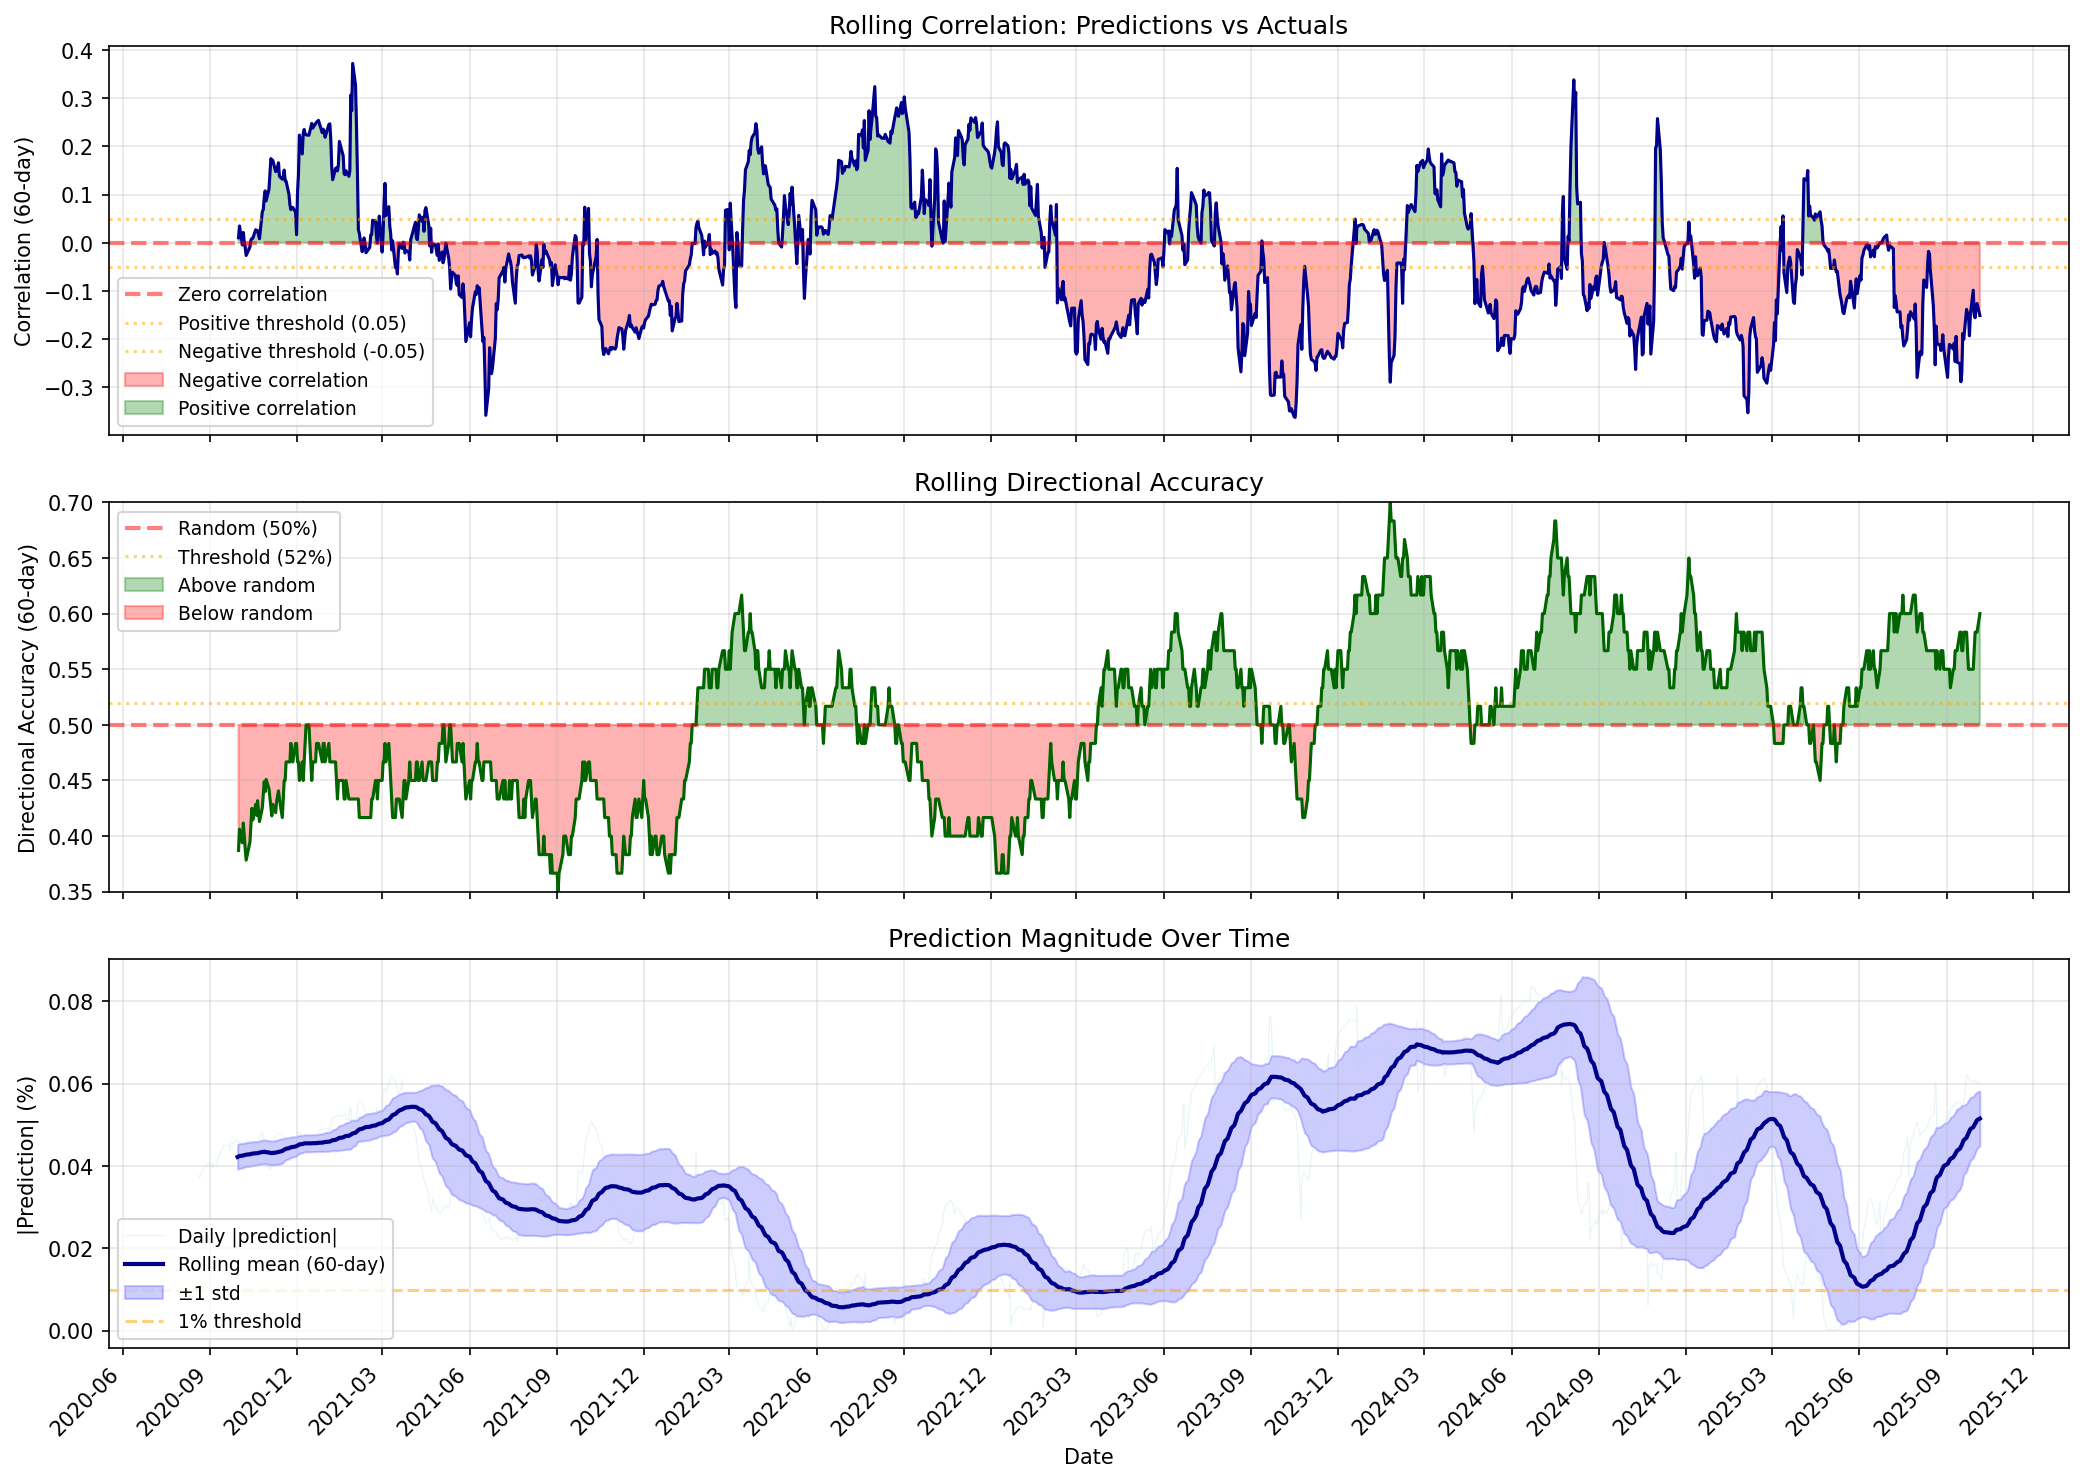 Rolling Correlation: Predictions vs Actuals
Correlation (60-day)
0.4
0.3
0.2
0.1
0.0
−0.1
−0.2
−0.3
Zero correlation
Positive threshold (0.05)
Negative threshold (-0.05)
Negative correlation
Positive correlation
Rolling Directional Accuracy
Directional Accuracy (60-day)
0.70
0.65
0.60
0.55
0.50
0.45
0.40
0.35
Random (50%)
Threshold (52%)
Above random
Below random
Prediction Magnitude Over Time
|Prediction| (%)
0.08
0.06
0.04
0.02
0.00
Daily |prediction|
Rolling mean (60-day)
±1 std
1% threshold
2020-06
2020-09
2020-12
2021-03
2021-06
2021-09
2021-12
2022-03
2022-06
2022-09
2022-12
2023-03
2023-06
2023-09
2023-12
2024-03
2024-06
2024-09
2024-12
2025-03
2025-06
2025-09
2025-12
Date